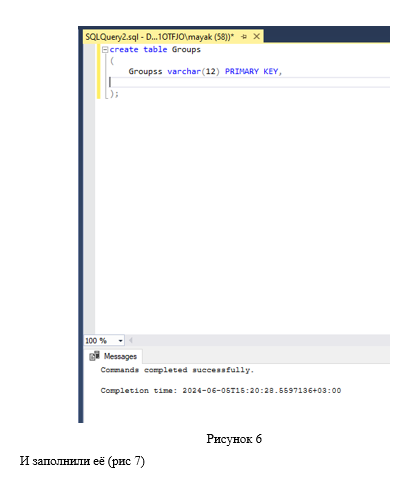 SQLQuery2.sql - D...1OTFJO\mayak (58))*
create table Groups
(
Groupss varchar(12) PRIMARY KEY,
);
100 %
Messages
Commands completed successfully.
Completion time: 2024-06-05T15:20:28.5597136+03:00
Рисунок 6
И заполнили её (рис 7)